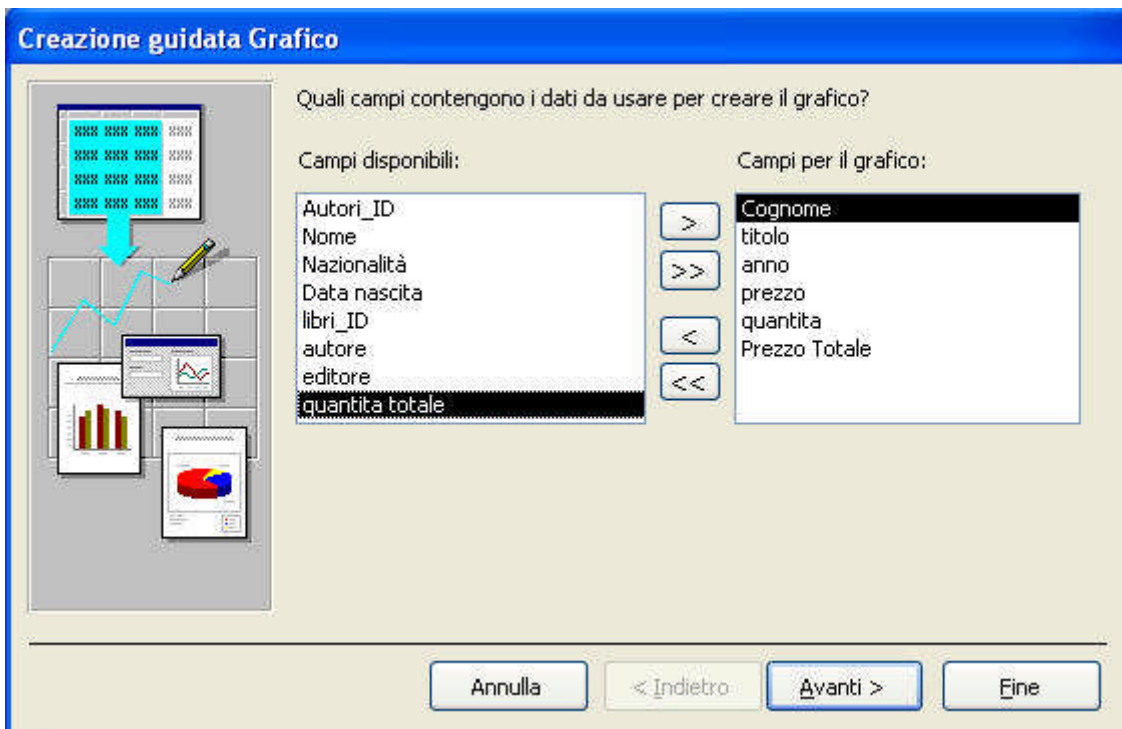 Creazione guidata Grafico
Quali campi contengono i dati da usare per creare il grafico?
Campi disponibili:
Autori_ID
Nome
Nazionalità
Data nascita
libri_ID
autore
editore
quantita totale
>
>>
<
<<
Campi per il grafico:
Cognome
titolo
anno
prezzo
quantita
Prezzo Totale
Annulla
< Indietro
Avanti >
Fine